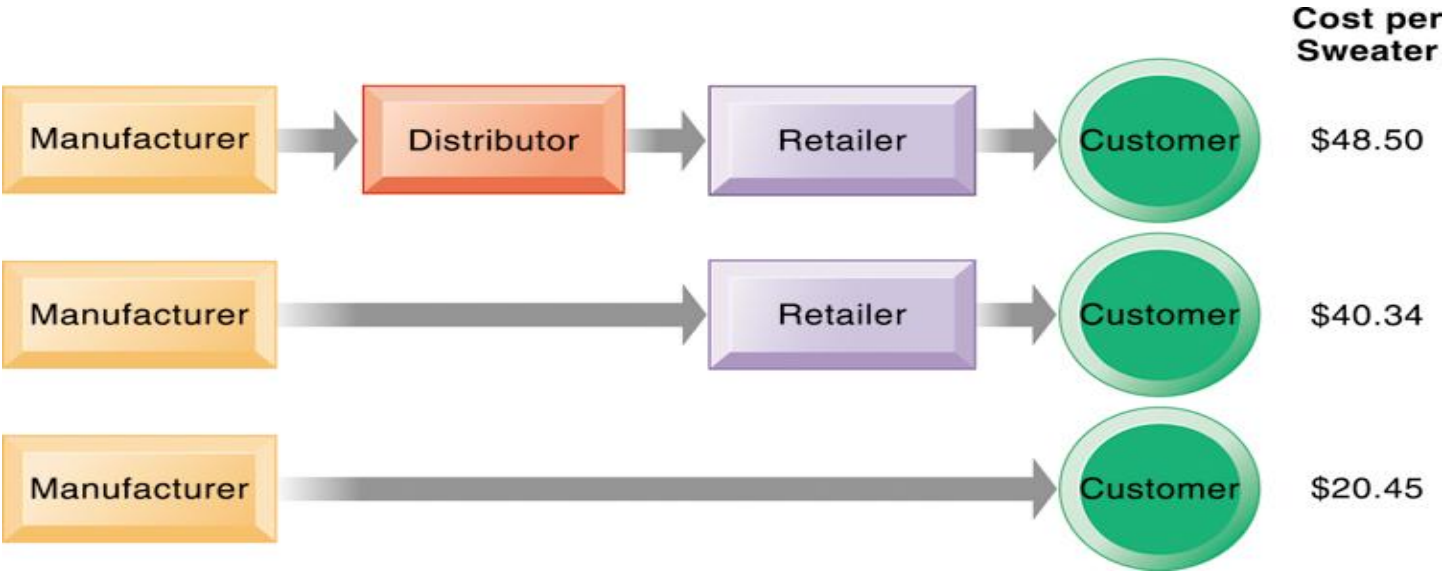 Cost per
Sweater
Manufacturer Distributor Retailer Customer $48.50
Manufacturer Retailer Customer $40.34
Manufacturer Customer $20.45